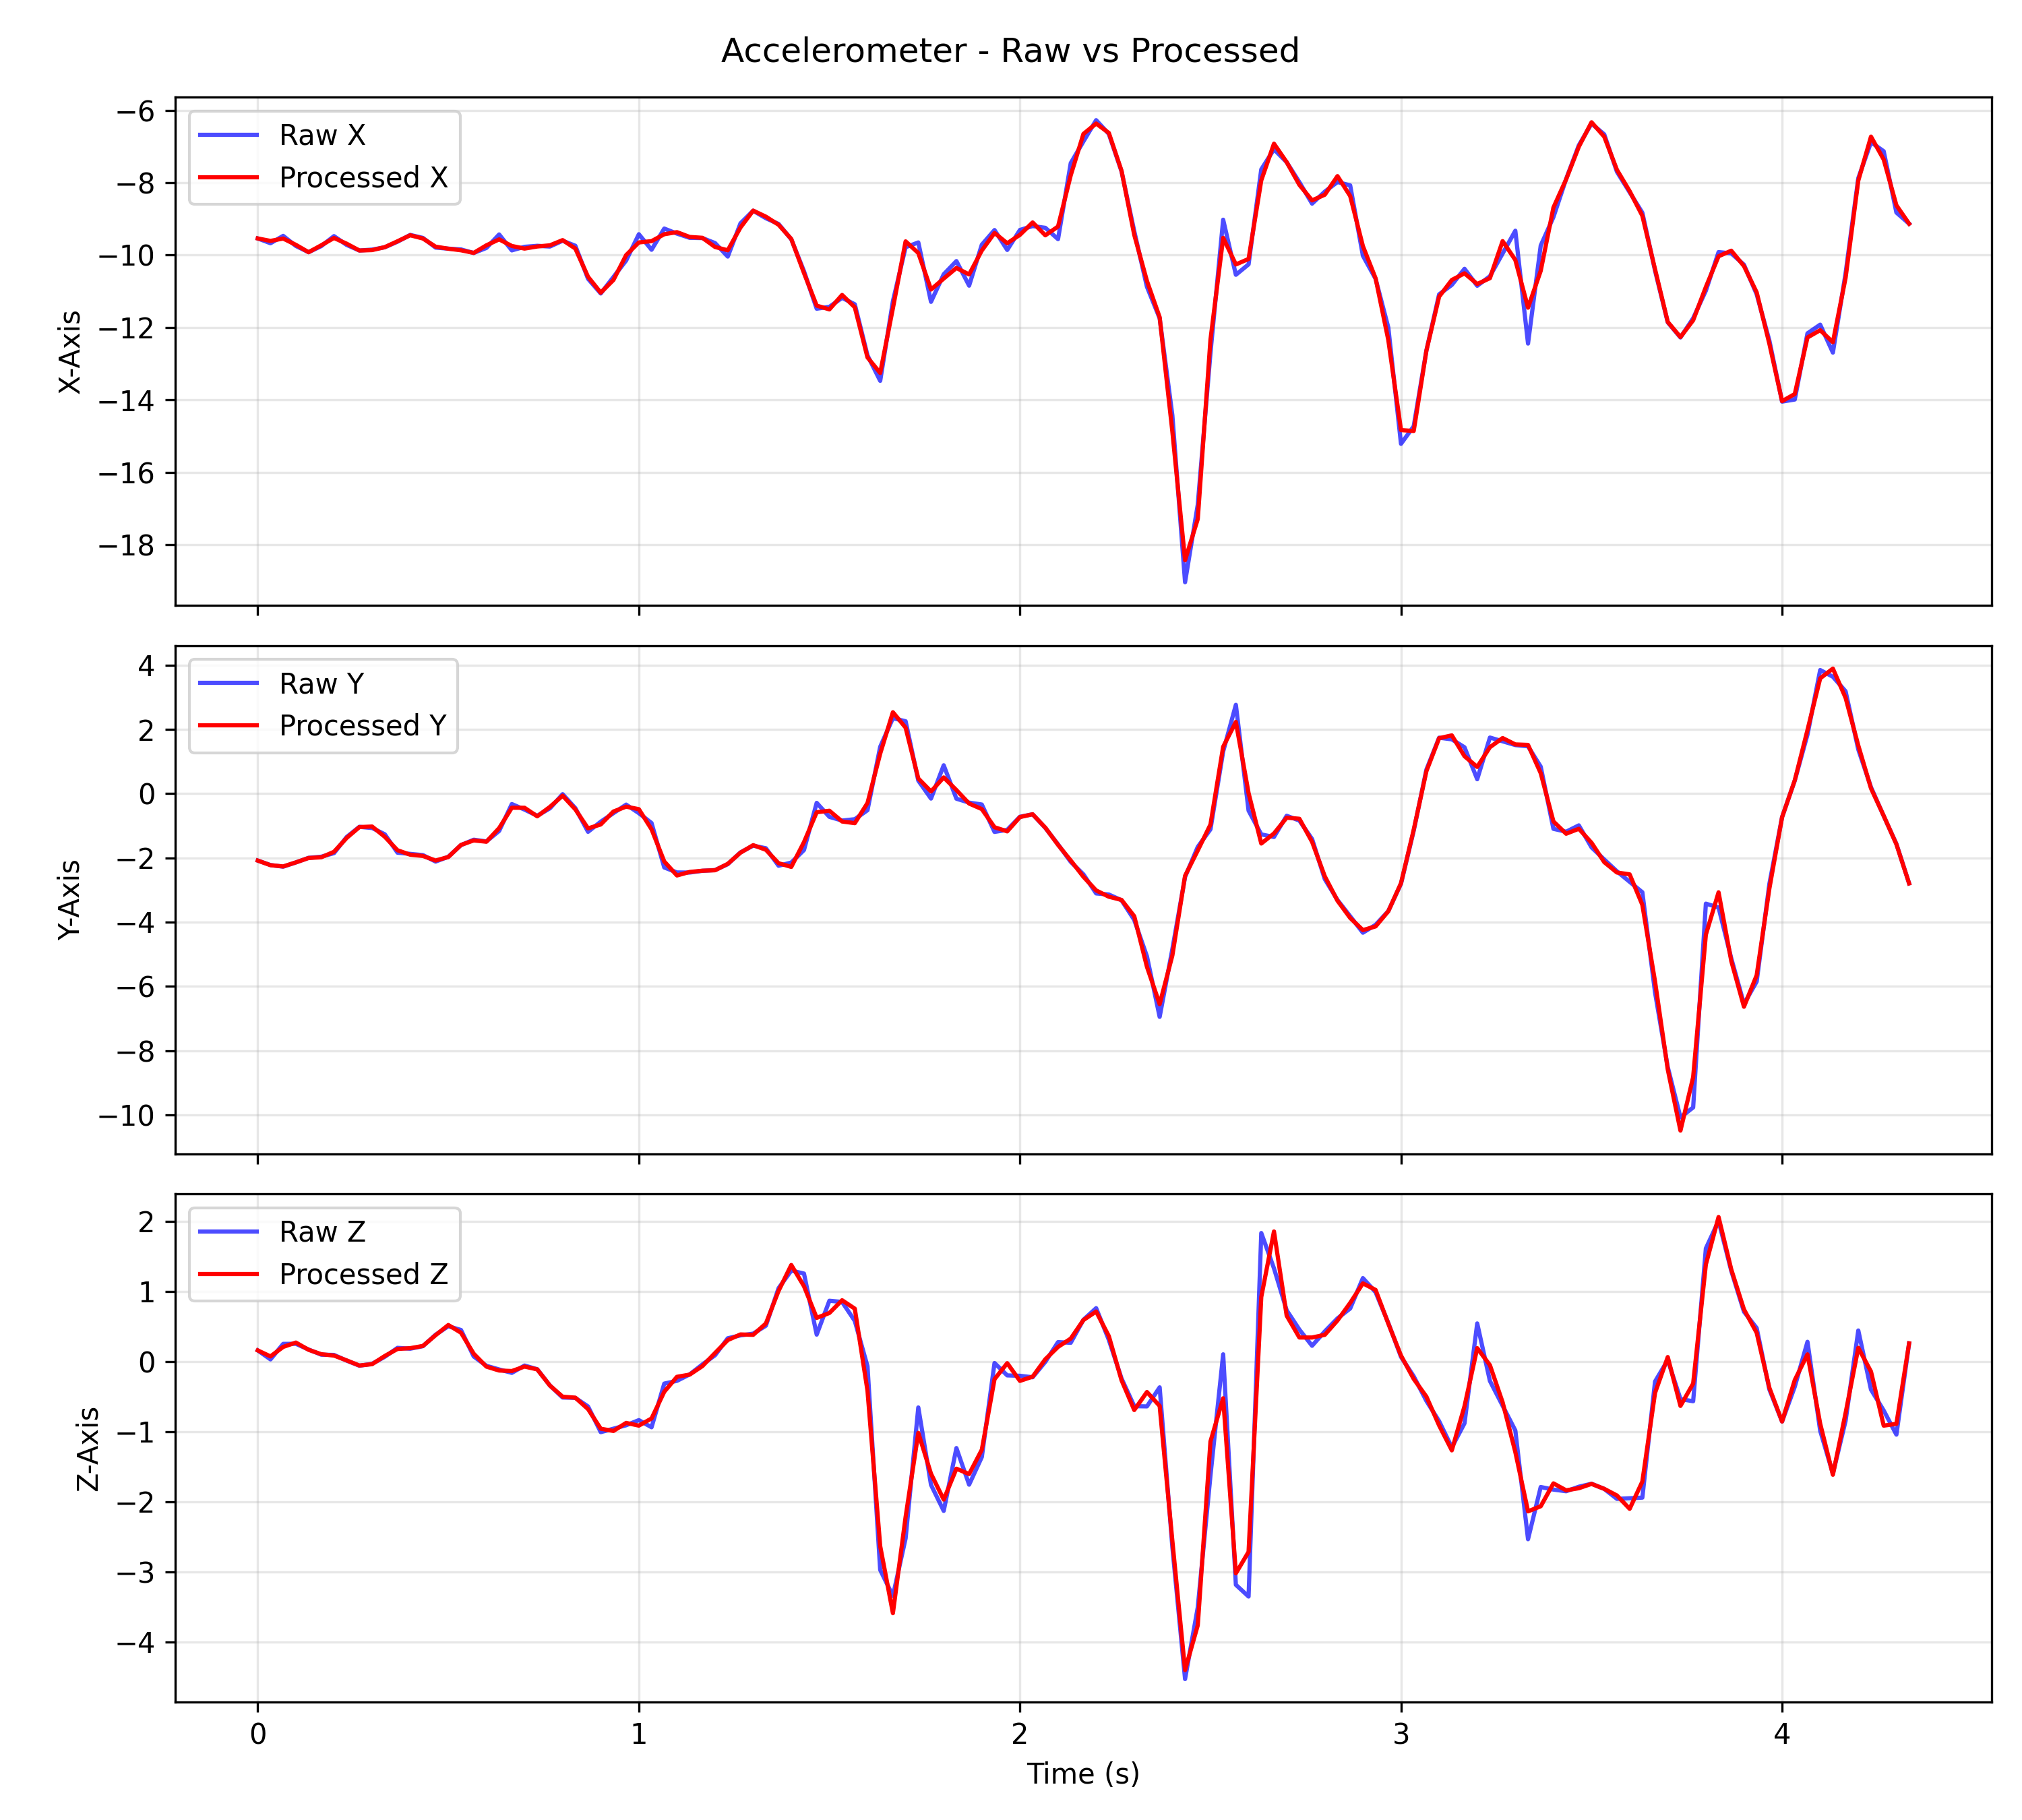 Accelerometer - Raw vs Processed
Raw X
Processed X
X-Axis
−6
−8
−10
−12
−14
−16
−18
Raw Y
Processed Y
Y-Axis
4
2
0
−2
−4
−6
−8
−10
Raw Z
Processed Z
Z-Axis
2
1
0
−1
−2
−3
−4
0 1 2 3 4
Time (s)